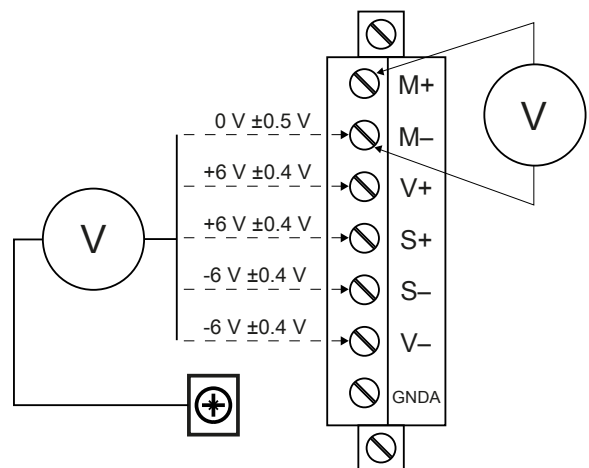 M+
0 V ±0.5 V
M–
V
+6 V ±0.4 V
V+
+6 V ±0.4 V
S+
V
-6 V ±0.4 V
S–
-6 V ±0.4 V
V–
GNDA